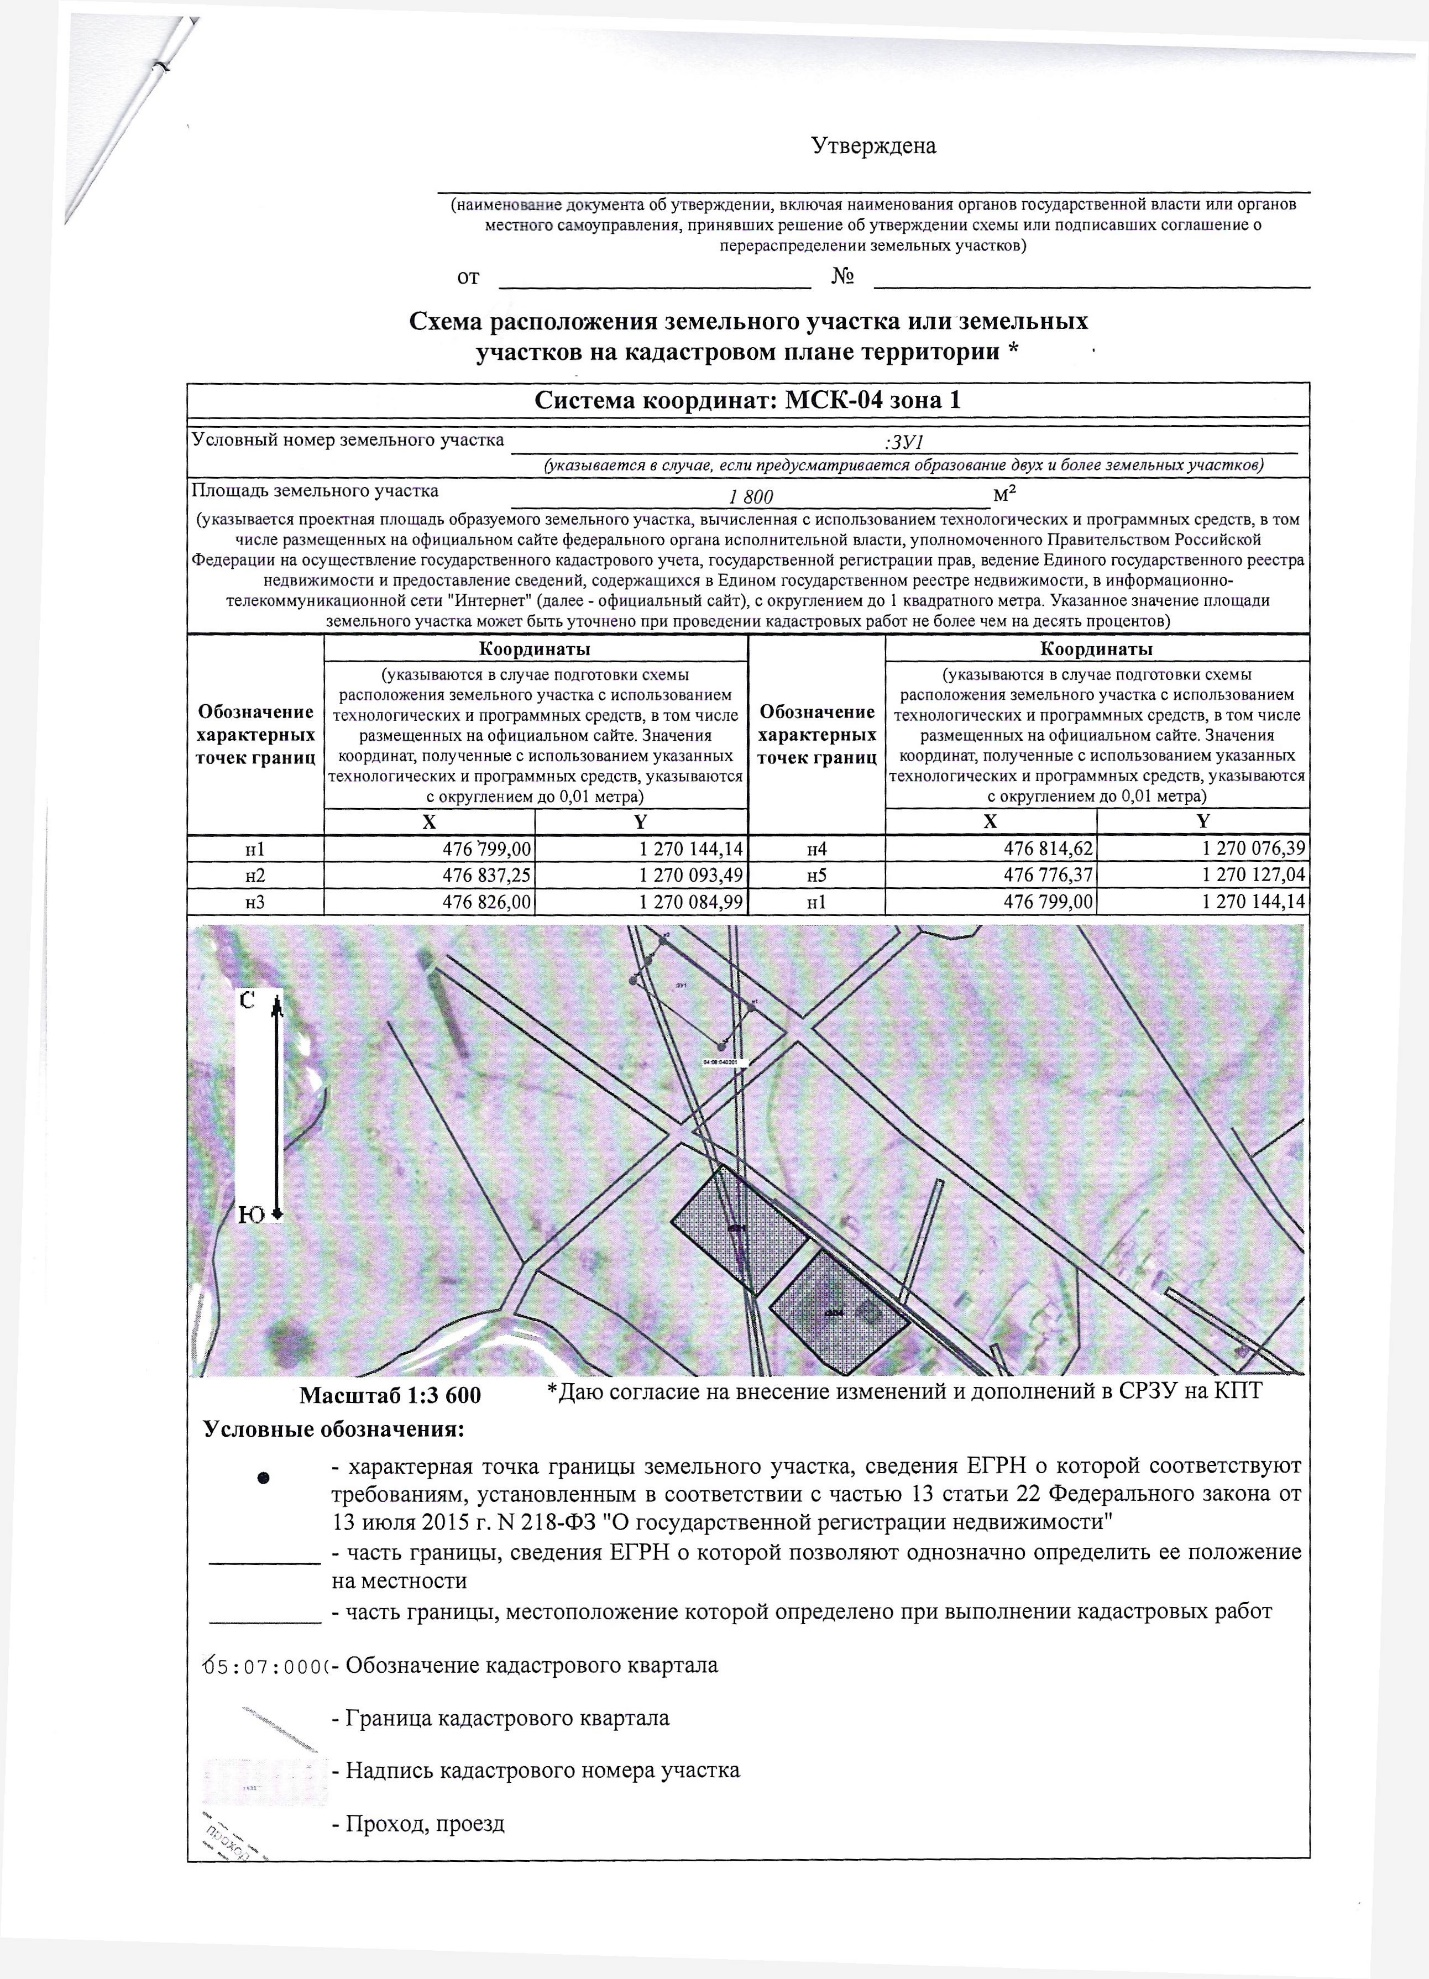 Утверждена
(наименование документа об утверждении, включая наименования органов государственной власти или органов
местного самоуправления, принявших решение об утверждении схемы или подписавших соглашение о
перераспределении земельных участков)
от № 
Схема расположения земельного участка или земельных
участков на кадастровом плане территории *
Система координат: МСК-04 зона 1
Условный номер земельного участка :ЗУ1
(указывается в случае, если предусматривается образование двух и более земельных участков)
Площадь земельного участка 1 800 м²
(указывается проектная площадь образуемого земельного участка, вычисленная с использованием технологических и программных средств, в том
числе размещенных на официальном сайте федерального органа исполнительной власти, уполномоченного Правительством Российской
Федерации на осуществление государственного кадастрового учета, государственной регистрации прав, ведение Единого государственного реестра
недвижимости и предоставление сведений, содержащихся в Едином государственном реестре недвижимости, в информационно-
телекоммуникационной сети "Интернет" (далее - официальный сайт), с округлением до 1 квадратного метра. Указанное значение площади
земельного участка может быть уточнено при проведении кадастровых работ не более чем на десять процентов)
Обозначение
характерных
точек границ
Координаты
(указываются в случае подготовки схемы
расположения земельного участка с использованием
технологических и программных средств, в том числе
размещенных на официальном сайте. Значения
координат, полученные с использованием указанных
технологических и программных средств, указываются
с округлением до 0,01 метра)
X Y
Обозначение
характерных
точек границ
Координаты
(указываются в случае подготовки схемы
расположения земельного участка с использованием
технологических и программных средств, в том числе
размещенных на официальном сайте. Значения
координат, полученные с использованием указанных
технологических и программных средств, указываются
с округлением до 0,01 метра)
X Y
н1 476 799,00 1 270 144,14 н4 476 814,62 1 270 076,39
н2 476 837,25 1 270 093,49 н5 476 776,37 1 270 127,04
н3 476 826,00 1 270 084,99 н1 476 799,00 1 270 144,14
С
Ю
Масштаб 1:3 600 *Даю согласие на внесение изменений и дополнений в СРЗУ на КПТ
Условные обозначения:
- характерная точка границы земельного участка, сведения ЕГРН о которой соответствуют
требованиям, установленным в соответствии с частью 13 статьи 22 Федерального закона от
13 июля 2015 г. N 218-ФЗ "О государственной регистрации недвижимости"
- часть границы, сведения ЕГРН о которой позволяют однозначно определить ее положение
на местности
- часть границы, местоположение которой определено при выполнении кадастровых работ
05:07:000( - Обозначение кадастрового квартала
- Граница кадастрового квартала
- Надпись кадастрового номера участка
проход - Проход, проезд